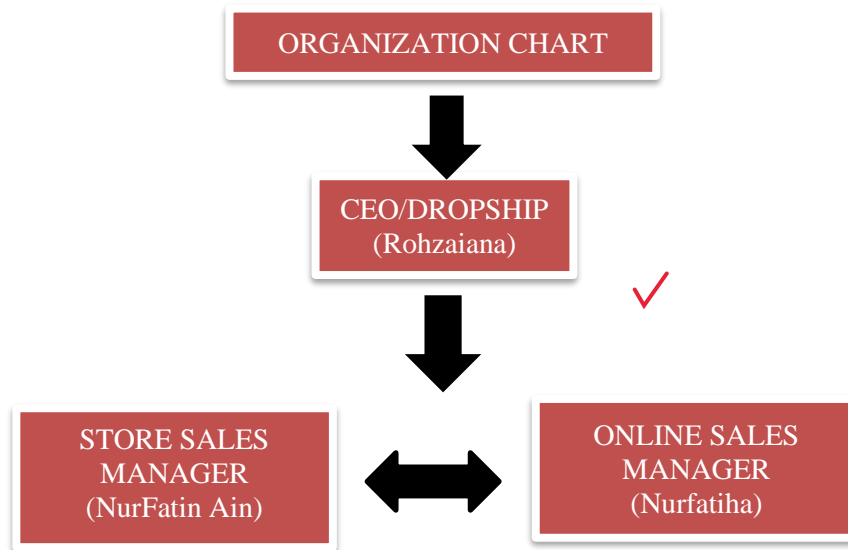 ORGANIZATION CHART
CEO/DROPSHIP
(Rohzaiana)
STORE SALES
MANAGER
(NurFatin Ain)
ONLINE SALES
MANAGER
(Nurfatiha)